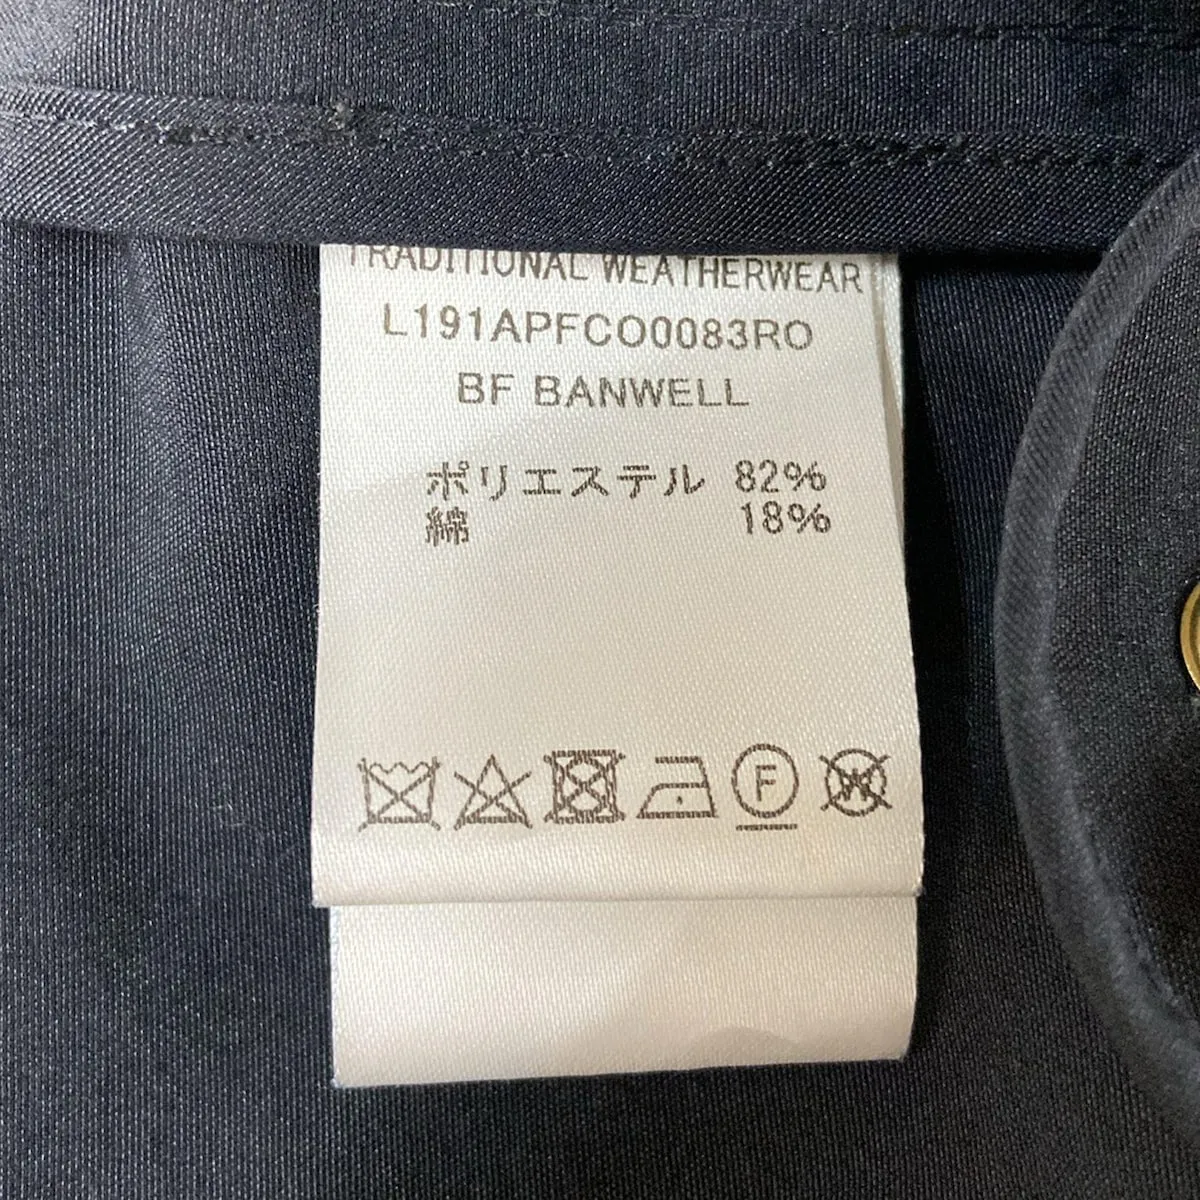 TRADITIONAL WEATHERWEAR
L191APFCO0083RO
BF BANWELL
ポリエステル 82%
綿 18%
F
W